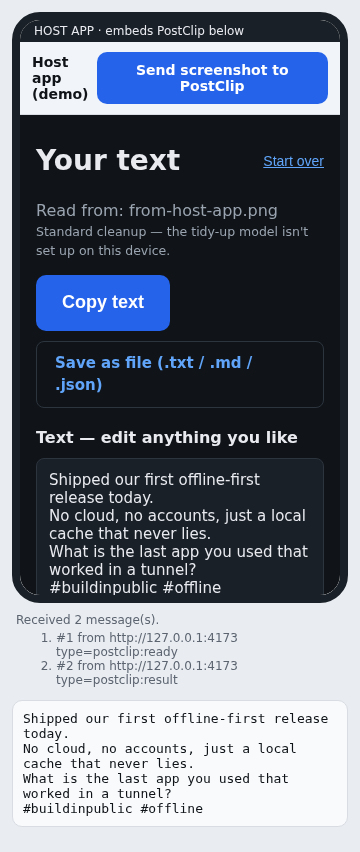 HOST APP · embeds PostClip below
Host
app
(demo)
Send screenshot to
PostClip
Your text
Start over
Read from: from-host-app.png
Standard cleanup — the tidy-up model isn't
set up on this device.
Copy text
Save as file (.txt / .md /
.json)
Text — edit anything you like
Shipped our first offline-first
release today.
No cloud, no accounts, just a local
cache that never lies.
What is the last app you used that
worked in a tunnel?
#buildinpublic #offline
Received 2 message(s).
1. #1 from http://127.0.0.1:4173
type=postclip:ready
2. #2 from http://127.0.0.1:4173
type=postclip:result
Shipped our first offline-first release
today.
No cloud, no accounts, just a local
cache that never lies.
What is the last app you used that
worked in a tunnel?
#buildinpublic #offline